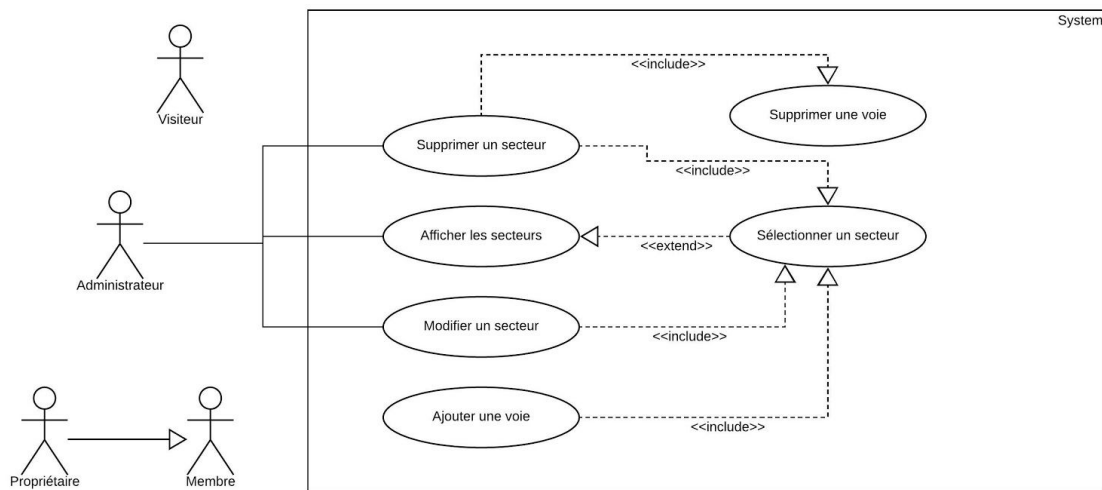 System
<<include>>
Supprimer une voie
Visiteur
Supprimer un secteur
<<include>>
Afficher les secteurs
<<extend>>
Sélectionner un secteur
Administrateur
Modifier un secteur
<<include>>
Ajouter une voie
<<include>>
Propriétaire
Membre